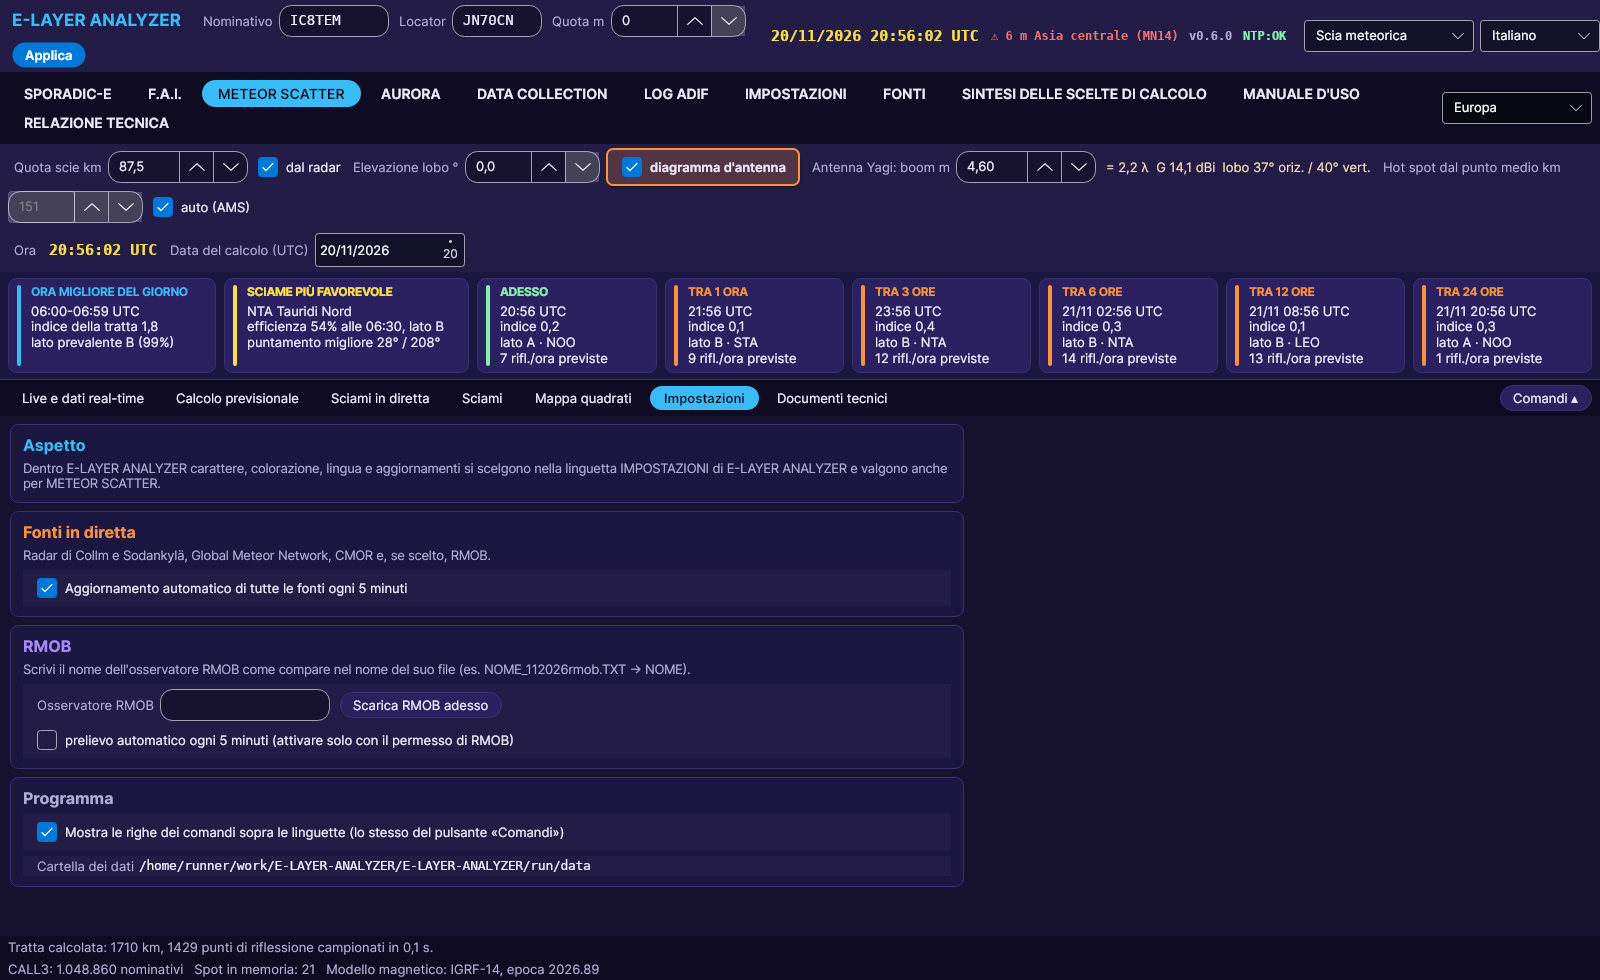 E-LAYER ANALYZER Nominativo IC8TEM Locator JN70CN Quota m 0
20/11/2026 20:56:02 UTC ⚠ 6 m Asia centrale (MN14) v0.6.0 NTP:OK Scia meteorica Italiano
Applica
SPORADIC-E F.A.I. METEOR SCATTER AURORA DATA COLLECTION LOG ADIF IMPOSTAZIONI FONTI SINTESI DELLE SCELTE DI CALCOLO MANUALE D'USO
RELAZIONE TECNICA
Europa
Quota scie km 87,5 dal radar Elevazione lobo ° 0,0 diagramma d'antenna Antenna Yagi: boom m 4,60 = 2,2 λ G 14,1 dBi lobo 37° oriz. / 40° vert. Hot spot dal punto medio km
151 auto (AMS)
Ora 20:56:02 UTC Data del calcolo (UTC) 20/11/2026 20
ORA MIGLIORE DEL GIORNO
06:00-06:59 UTC
indice della tratta 1,8
lato prevalente B (99%)
SCIAME PIÙ FAVOREVOLE
NTA Tauridi Nord
efficienza 54% alle 06:30, lato B
puntamento migliore 28° / 208°
ADESSO
20:56 UTC
indice 0,2
lato A · NOO
7 rifl./ora previste
TRA 1 ORA
21:56 UTC
indice 0,1
lato B · STA
9 rifl./ora previste
TRA 3 ORE
23:56 UTC
indice 0,4
lato B · NTA
12 rifl./ora previste
TRA 6 ORE
21/11 02:56 UTC
indice 0,3
lato B · NTA
14 rifl./ora previste
TRA 12 ORE
21/11 08:56 UTC
indice 0,1
lato B · LEO
13 rifl./ora previste
TRA 24 ORE
21/11 20:56 UTC
indice 0,3
lato A · NOO
1 rifl./ora previste
Live e dati real-time Calcolo previsionale Sciami in diretta Sciami Mappa quadrati Impostazioni Documenti tecnici Comandi ▴
Aspetto
Dentro E-LAYER ANALYZER carattere, colorazione, lingua e aggiornamenti si scelgono nella linguetta IMPOSTAZIONI di E-LAYER ANALYZER e valgono anche
per METEOR SCATTER.
Fonti in diretta
Radar di Collm e Sodankylä, Global Meteor Network, CMOR e, se scelto, RMOB.
Aggiornamento automatico di tutte le fonti ogni 5 minuti
RMOB
Scrivi il nome dell'osservatore RMOB come compare nel nome del suo file (es. NOME_112026rmob.TXT → NOME).
Osservatore RMOB Scarica RMOB adesso
prelievo automatico ogni 5 minuti (attivare solo con il permesso di RMOB)
Programma
Mostra le righe dei comandi sopra le linguette (lo stesso del pulsante «Comandi»)
Cartella dei dati /home/runner/work/E-LAYER-ANALYZER/E-LAYER-ANALYZER/run/data
Tratta calcolata: 1710 km, 1429 punti di riflessione campionati in 0,1 s.
CALL3: 1.048.860 nominativi Spot in memoria: 21 Modello magnetico: IGRF-14, epoca 2026.89